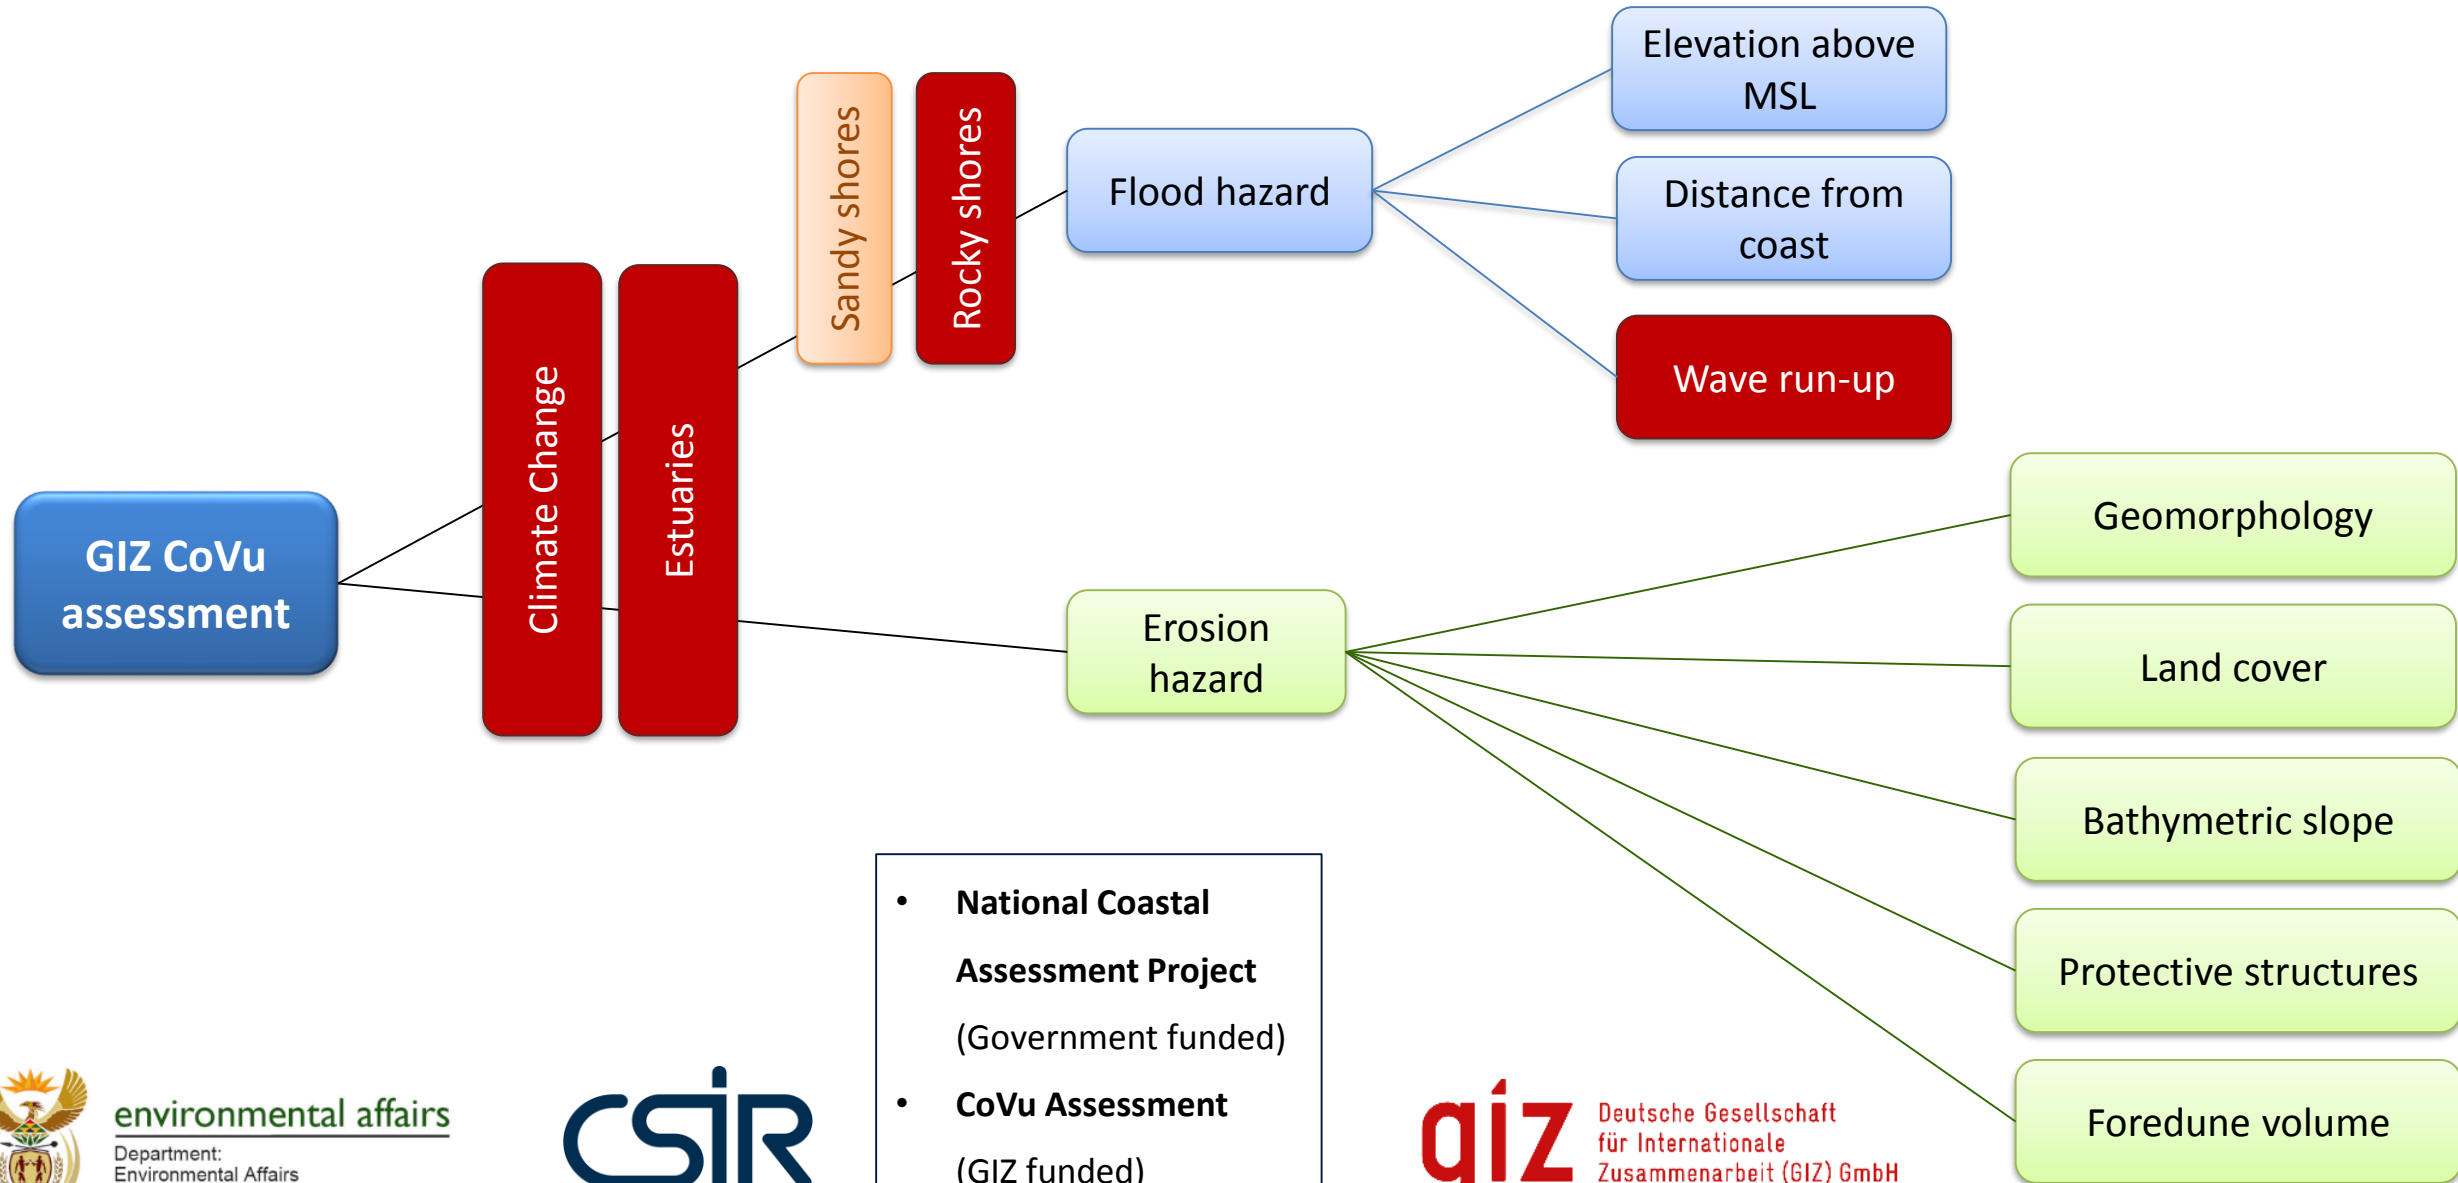 Elevation above
MSL
Sandy shores
Rocky shores
Flood hazard
Distance from
coast
Wave run-up
Climate Change
Estuaries
GIZ CoVu
assessment
Erosion
hazard
Geomorphology
Land cover
Bathymetric slope
Protective structures
Foredune volume
• National Coastal
Assessment Project
(Government funded)
• CoVu Assessment
(GIZ funded)
environmental affairs
Department:
Environmental Affairs
CSIR
giz
Deutsche Gesellschaft
für Internationale
Zusammenarbeit (GIZ) GmbH